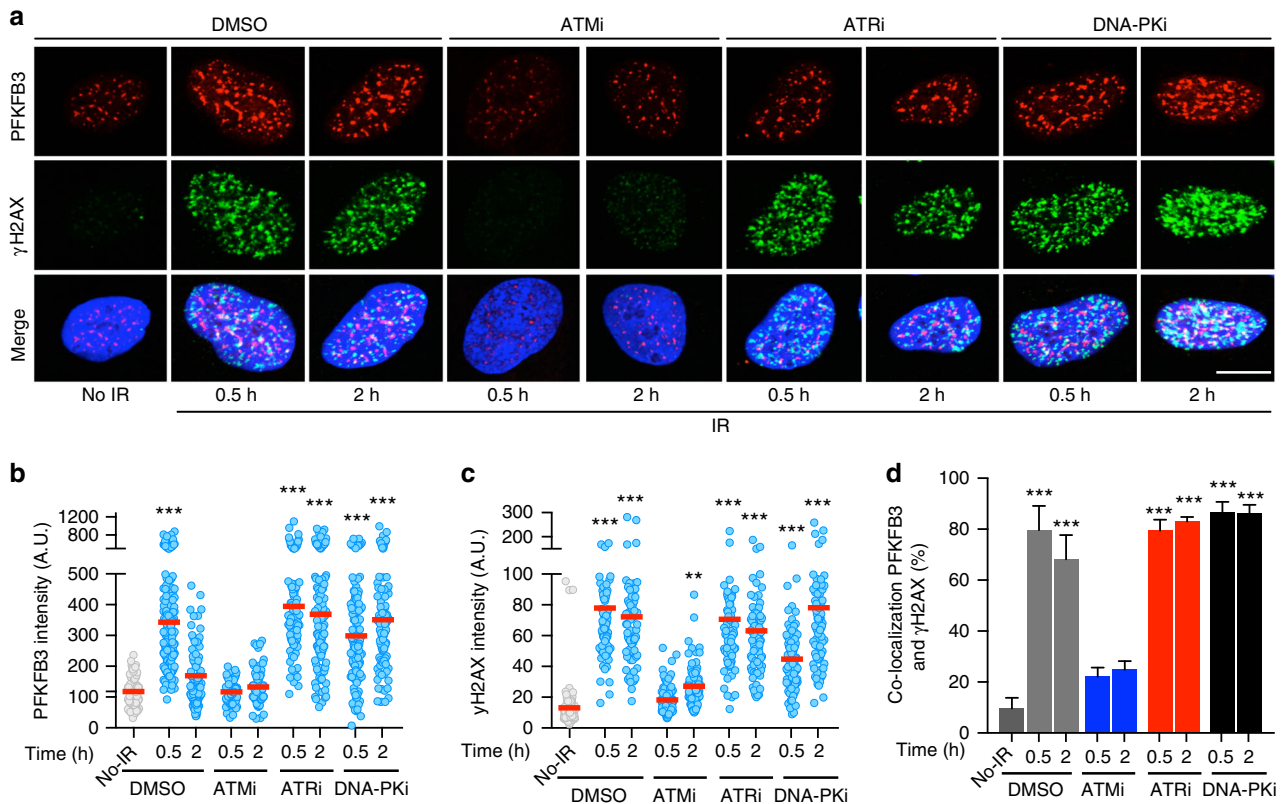 a
DMSO ATMi ATRi DNA-PKi
PFKFB3
γH2AX
Merge
No IR 0.5 h 2 h 0.5 h 2 h 0.5 h 2 h 0.5 h 2 h
IR
b
PFKFB3 intensity (A.U.)
1200
800
500
400
300
200
100
0
*** *** *** *** ***
Time (h) No-IR 0.5 2 0.5 2 0.5 2 0.5 2
DMSO ATMi ATRi DNA-PKi
c
γH2AX intensity (A.U.)
300
200
100
80
60
40
20
0
*** *** ** *** *** *** ***
Time (h) No-IR 0.5 2 0.5 2 0.5 2 0.5 2
DMSO ATMi ATRi DNA-PKi
d
Co-localization PFKFB3
and γH2AX (%)
100
80
60
40
20
0
*** *** *** *** *** ***
Time (h) No-IR 0.5 2 0.5 2 0.5 2 0.5 2
DMSO ATMi ATRi DNA-PKi